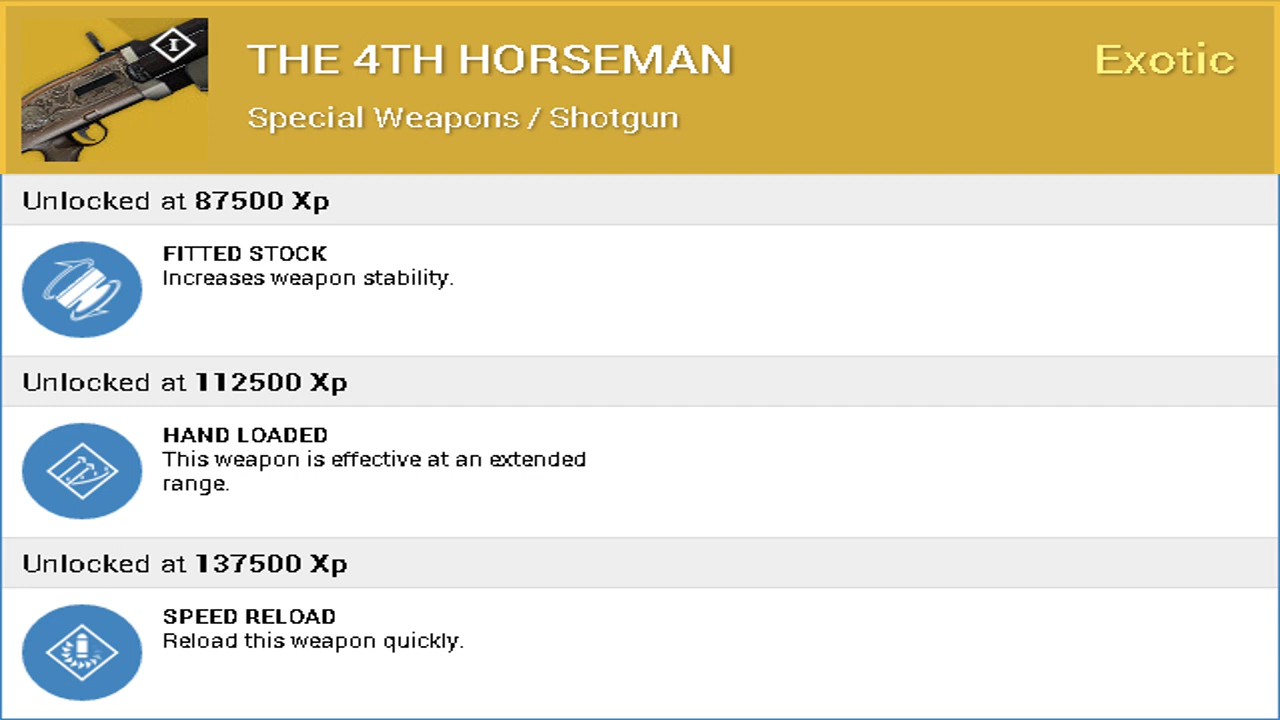 THE 4TH HORSEMAN
Exotic
Special Weapons / Shotgun
Unlocked at 87500 Xp
FITTED STOCK
Increases weapon stability.
Unlocked at 112500 Xp
HAND LOADED
This weapon is effective at an extended
range.
Unlocked at 137500 Xp
SPEED RELOAD
Reload this weapon quickly.